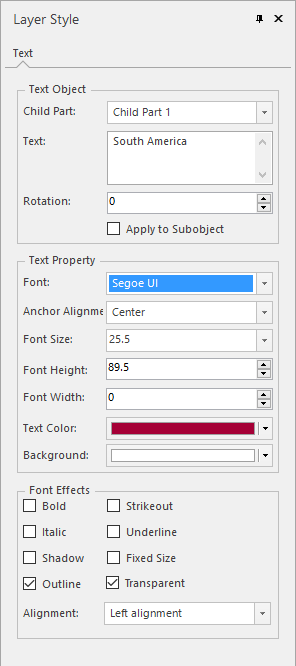 Layer Style
Text
Text Object
Child Part: Child Part 1
Text: South America
Rotation: 0
Apply to Subobject
Text Property
Font: Segoe UI
Anchor Alignme Center
Font Size: 25.5
Font Height: 89.5
Font Width: 0
Text Color:
Background:
Font Effects
Bold Strikeout
Italic Underline
Shadow Fixed Size
Outline Transparent
Alignment: Left alignment